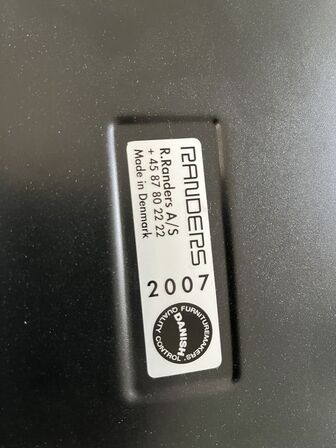 RANDERS
R.Randers A/S
+ 45 87 80 22 22
Made in Denmark
2007
DANISH
FURNITUREMAKERS'
QUALITY CONTROL